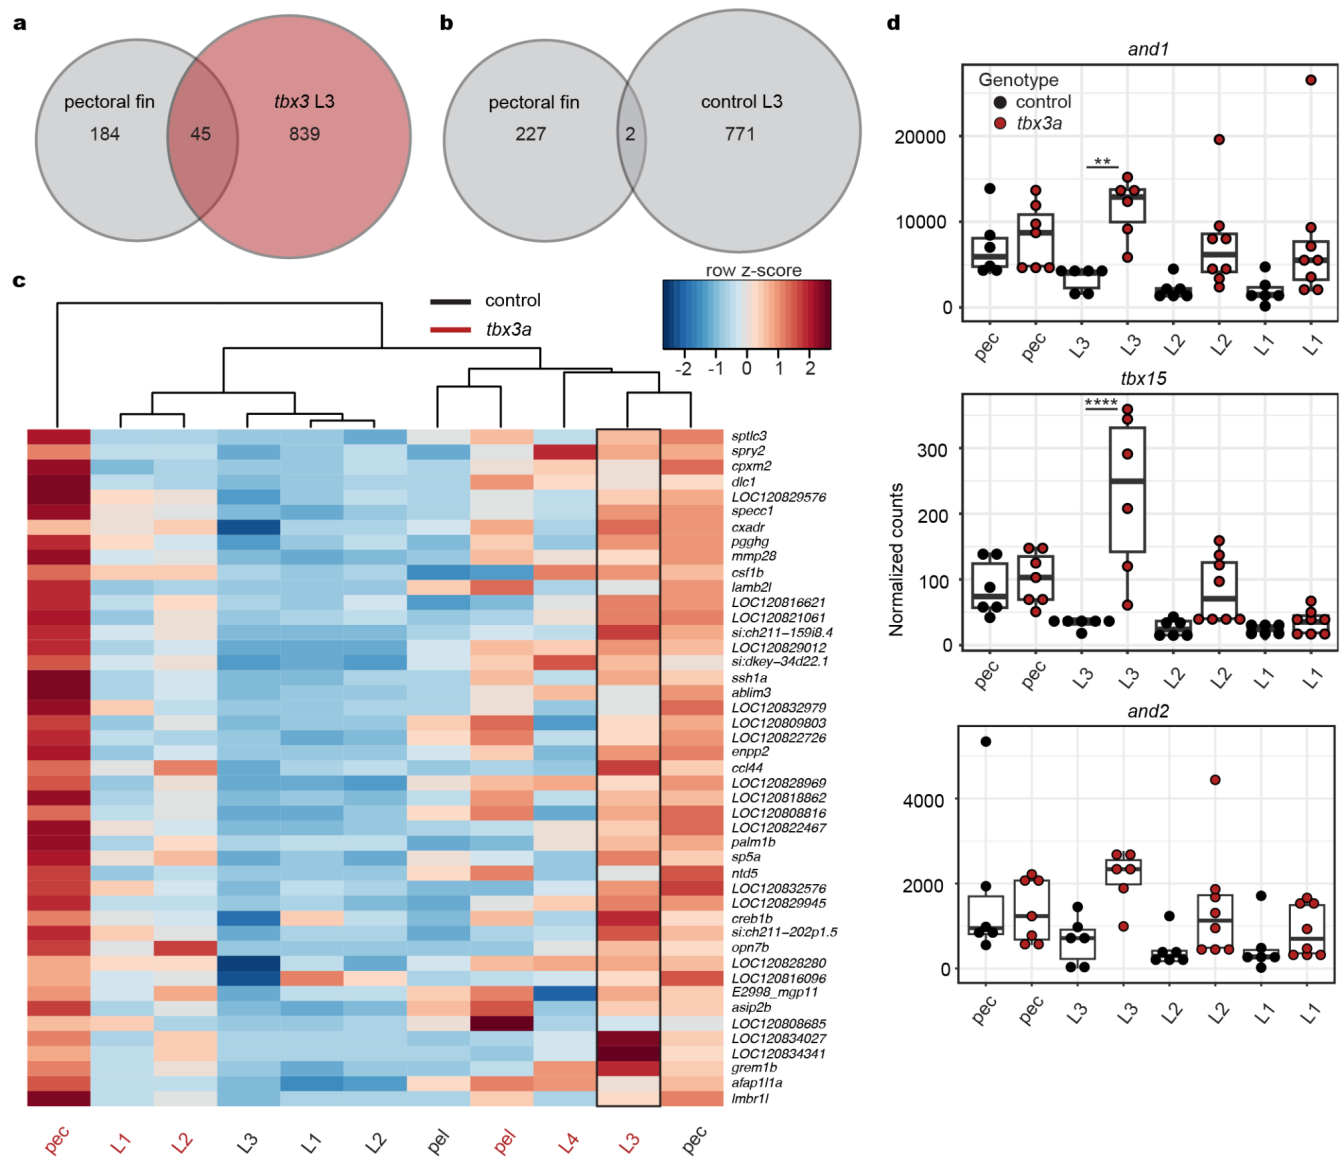 a
b
d
pectoral fin
184
45
tbx3 L3
839
pectoral fin
227
2
control L3
771
c
control
tbx3a
row z-score
-2 -1 0 1 2
sptlc3
spry2
cpxm2
dlc1
LOC120829576
specc1
cxadr
pgghg
mmp28
csf1b
lamb2l
LOC120816621
LOC120821061
si:ch211-159i8.4
LOC120829012
si:dkey-34d22.1
ssh1a
ablim3
LOC120832979
LOC120809803
LOC120822726
enpp2
ccl44
LOC120828969
LOC120818862
LOC120808816
LOC120822467
palm1b
sp5a
ntd5
LOC120832576
LOC120829945
creb1b
si:ch211-202p1.5
opn7b
LOC120828280
LOC120816096
E2998_mgp11
asip2b
LOC120808685
LOC120834027
LOC120834341
grem1b
afap1l1a
lmbr1l
pec L1 L2 L3 L1 L2 pel pel L4 L3 pec
and1
Genotype
control
tbx3a
20000
10000
0
**
pec pec L3 L3 L2 L2 L1 L1
tbx15
Normalized counts
300
200
100
0
****
pec pec L3 L3 L2 L2 L1 L1
and2
4000
2000
0
pec pec L3 L3 L2 L2 L1 L1